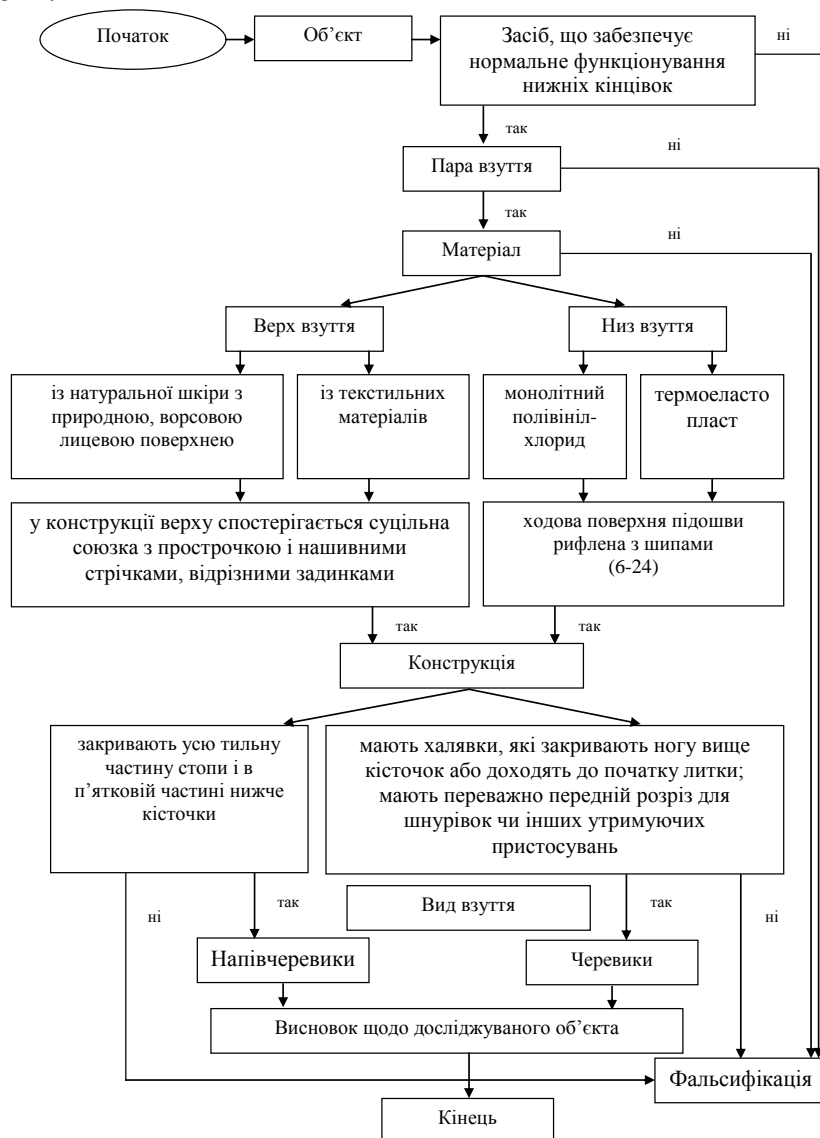 Початок
Об’єкт
Засіб, що забезпечує
нормальне функціонування
нижніх кінцівок
ні
так
Пара взуття
ні
так
Матеріал
ні
Верх взуття
Низ взуття
із натуральної шкіри з
природною, ворсовою
лицевою поверхнею
із текстильних
матеріалів
монолітний
полівініл-
хлорид
термоеласто
пласт
у конструкції верху спостерігається суцільна
союзка з прострочкою і нашивними
стрічками, відрізними задинками
ходова поверхня підошви
рифлена з шипами
(6-24)
так
так
Конструкція
закривають усю тильну
частину стопи і в
п’ятковій частині нижче
кісточки
мають халявки, які закривають ногу вище
кісточок або доходять до початку литки;
мають переважно передній розріз для
шнурівок чи інших утримуючих
пристосувань
ні
так
Вид взуття
так
ні
Напівчеревики
Черевики
Висновок щодо досліджуваного об’єкта
Фальсифікація
Кінець